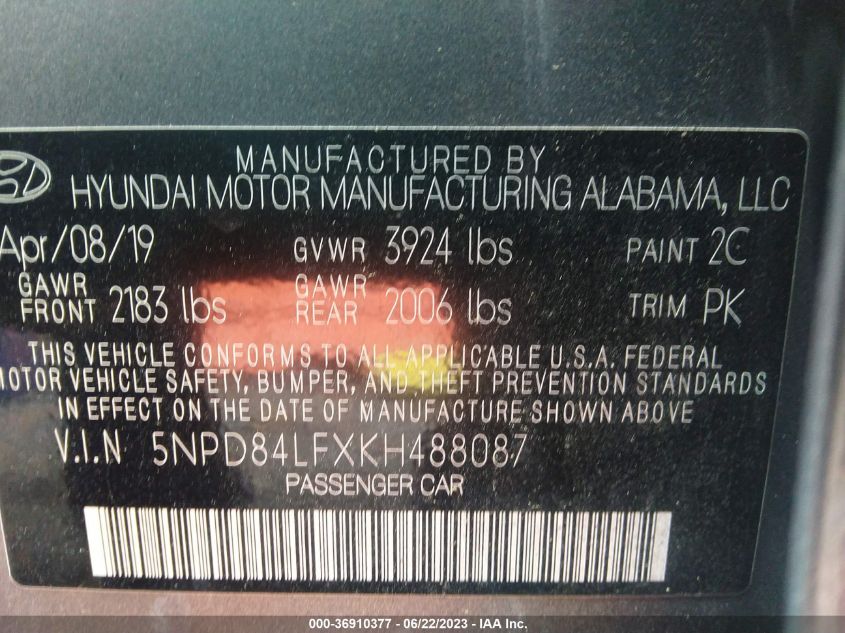 MANUFACTURED BY
HYUNDAI MOTOR MANUFACTURING ALABAMA, LLC
Apr/08/19 GVWR 3924 lbs PAINT 2C
GAWR FRONT 2183 lbs GAWR REAR 2006 lbs TRIM PK
THIS VEHICLE CONFORMS TO ALL APPLICABLE U.S.A. FEDERAL
MOTOR VEHICLE SAFETY, BUMPER, AND THEFT PREVENTION STANDARDS
IN EFFECT ON THE DATE OF MANUFACTURE SHOWN ABOVE
V.I.N 5NPD84LFXKH488087
PASSENGER CAR
000-36910377 - 06/22/2023 - IAA Inc.